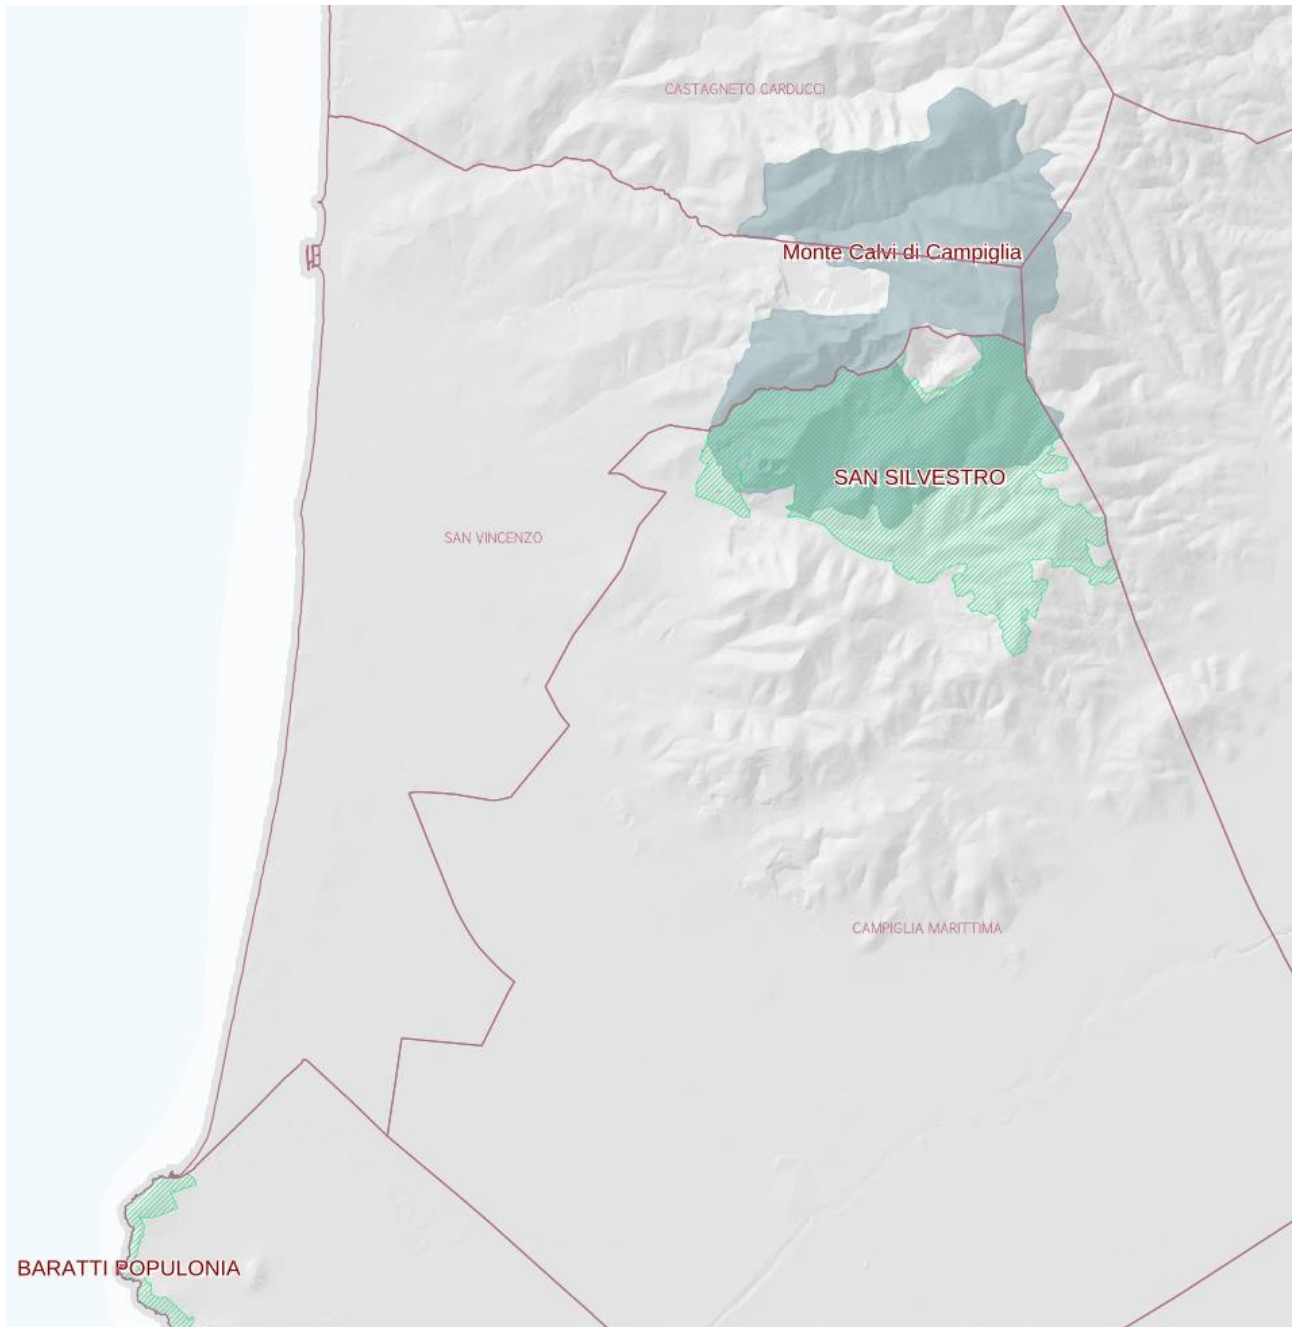 CASTAGNETO CARDUCCI
Monte Calvi di Campiglia
SAN SILVESTRO
SAN VINCENZO
CAMPIGLIA MARITTIMA
BARATTI POPULONIA